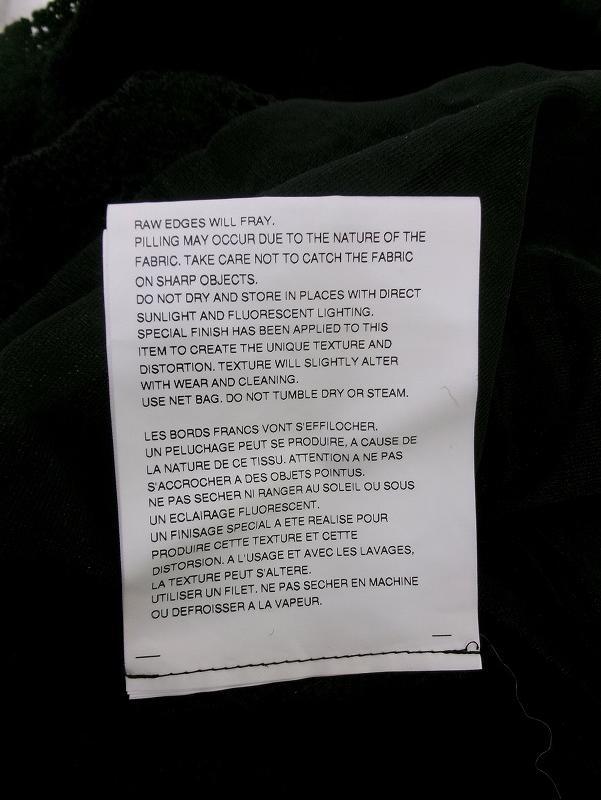 RAW EDGES WILL FRAY.
PILLING MAY OCCUR DUE TO THE NATURE OF THE
FABRIC. TAKE CARE NOT TO CATCH THE FABRIC
ON SHARP OBJECTS.
DO NOT DRY AND STORE IN PLACES WITH DIRECT
SUNLIGHT AND FLUORESCENT LIGHTING.
SPECIAL FINISH HAS BEEN APPLIED TO THIS
ITEM TO CREATE THE UNIQUE TEXTURE AND
DISTORTION. TEXTURE WILL SLIGHTLY ALTER
WITH WEAR AND CLEANING.
USE NET BAG. DO NOT TUMBLE DRY OR STEAM.
LES BORDS FRANCS VONT S'EFFILOCHER.
UN PELUCHAGE PEUT SE PRODUIRE, A CAUSE DE
LA NATURE DE CE TISSU. ATTENTION A NE PAS
S'ACCROCHER A DES OBJETS POINTUS.
NE PAS SECHER NI RANGER AU SOLEIL OU SOUS
UN ECLAIRAGE FLUORESCENT.
UN FINISAGE SPECIAL A ETE REALISE POUR
PRODUIRE CETTE TEXTURE ET CETTE
DISTORSION. A L'USAGE ET AVEC LES LAVAGES,
LA TEXTURE PEUT S'ALTERE.
UTILISER UN FILET. NE PAS SECHER EN MACHINE
OU DEFROISSER A LA VAPEUR.